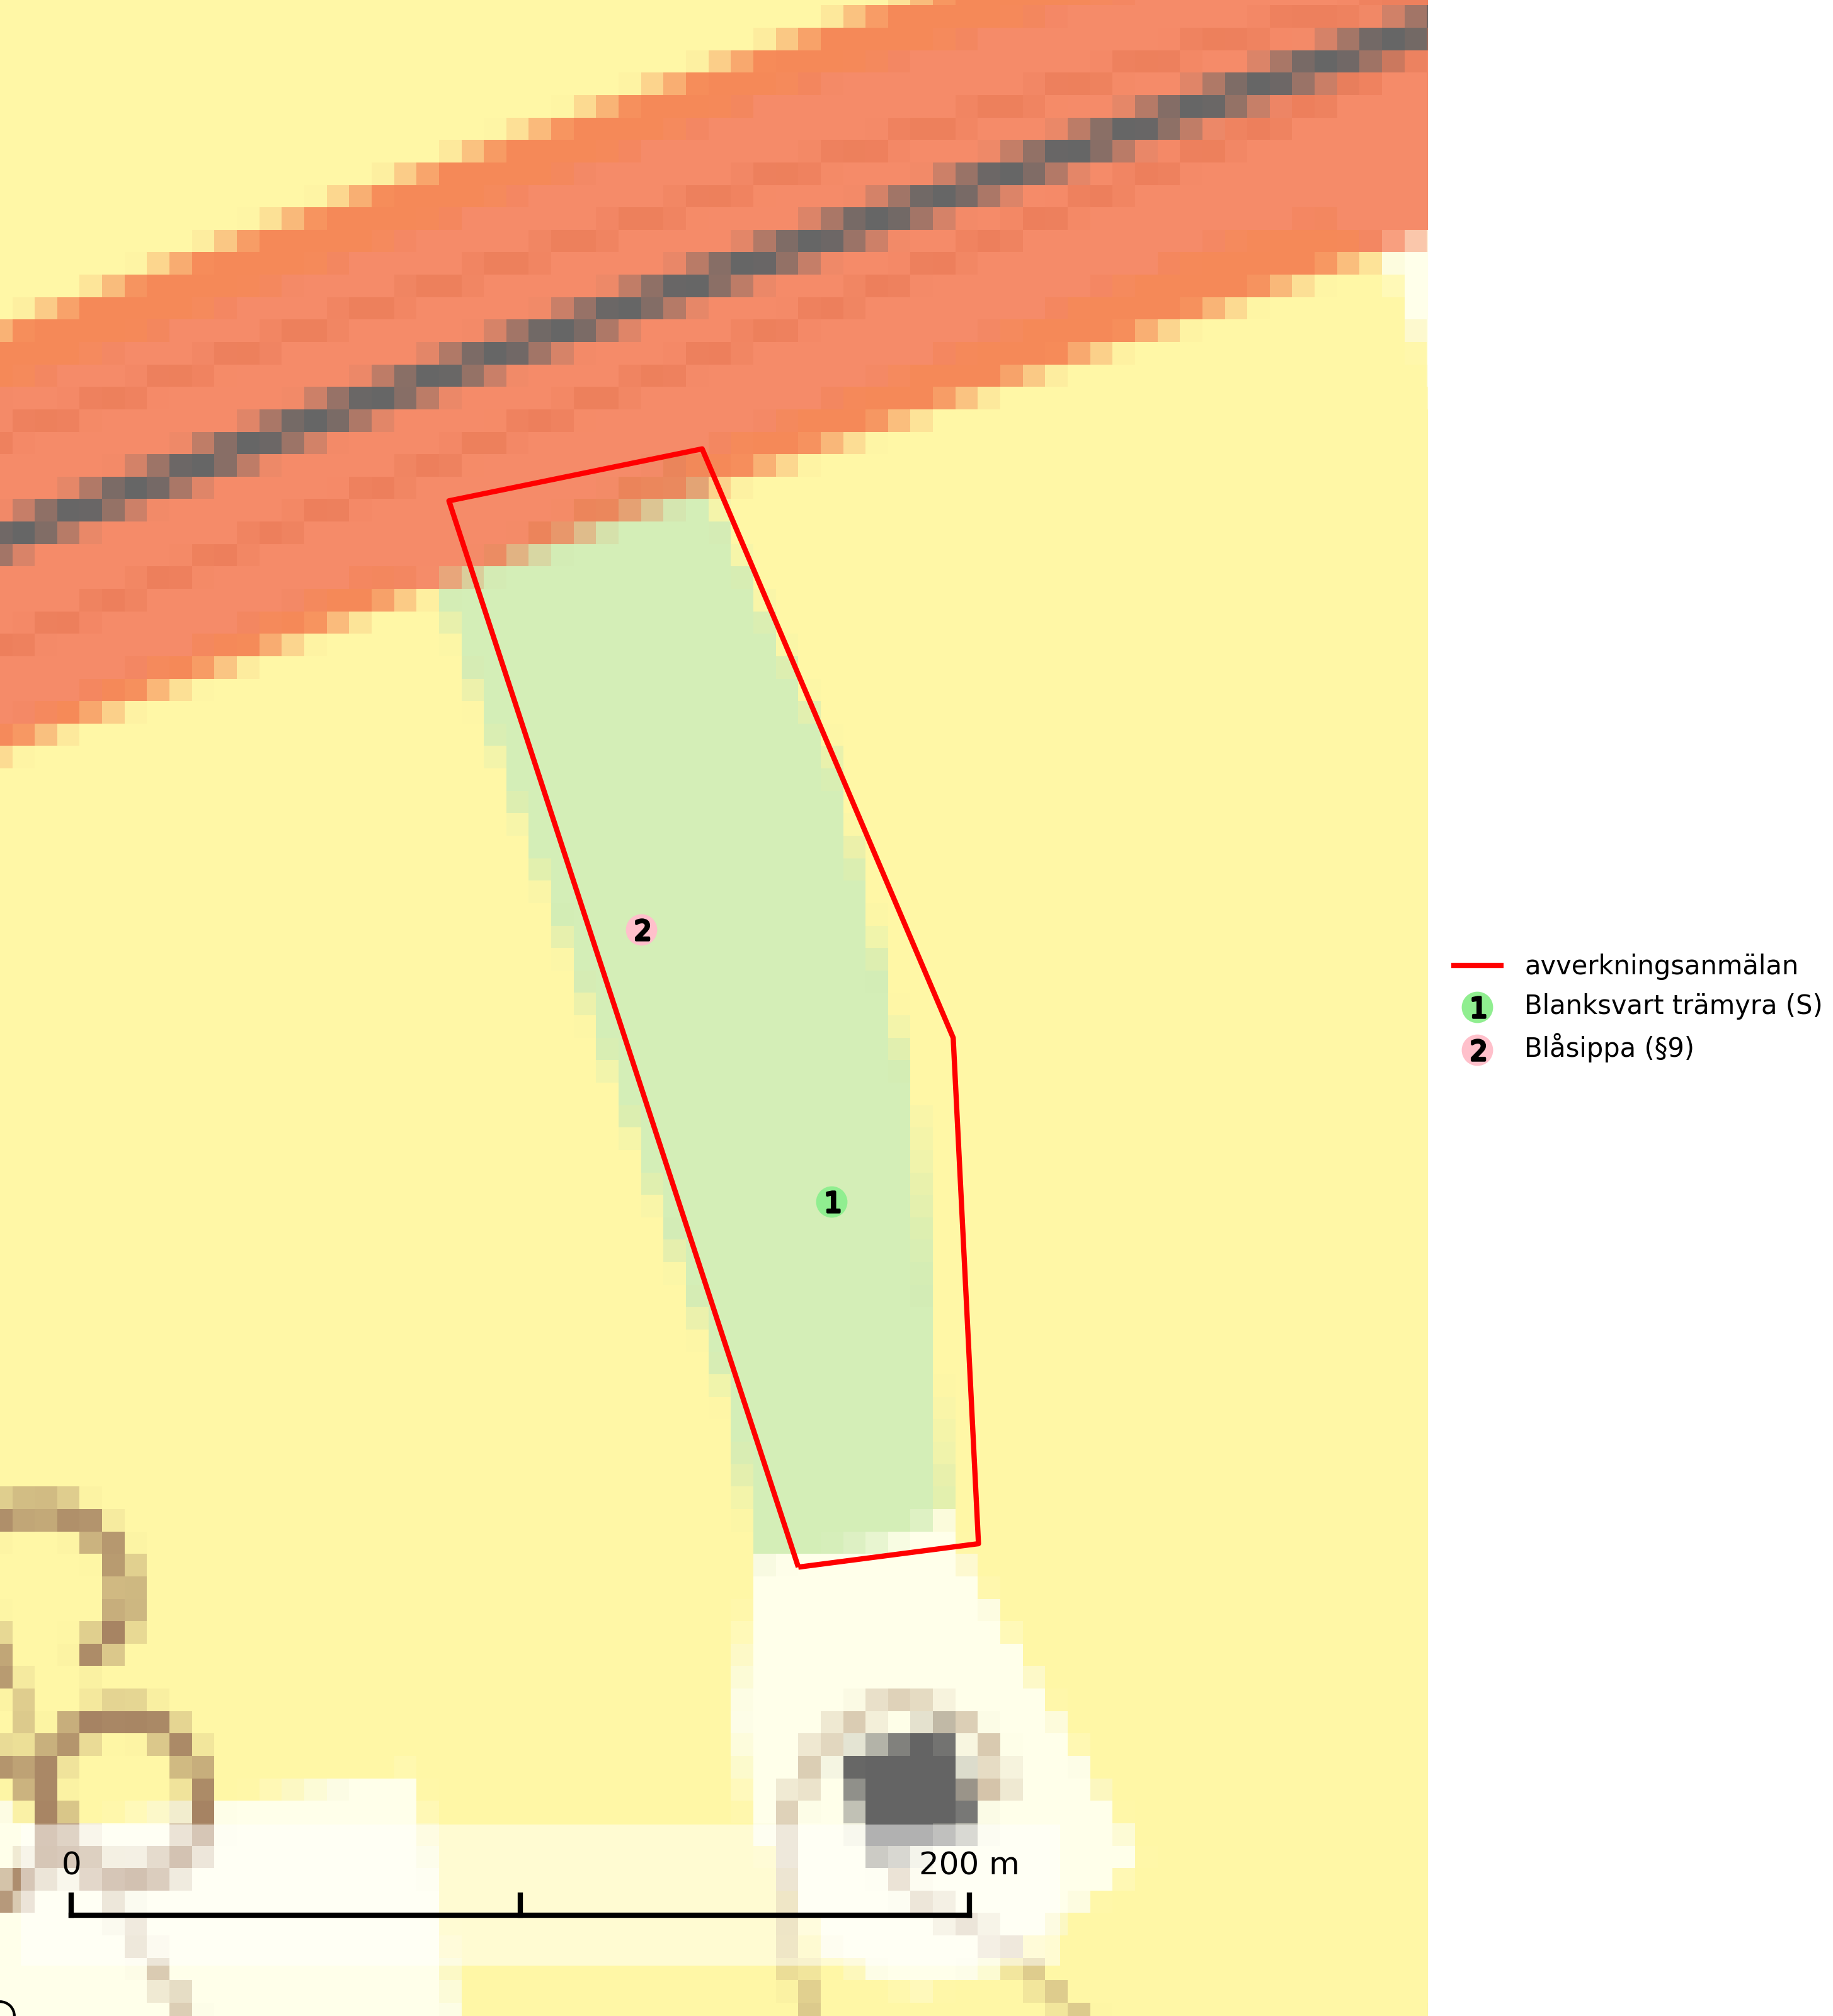 2
1
avverkningsanmälan
1 Blanksvart trämyra (S)
2 Blåsippa (§9)
0 200 m